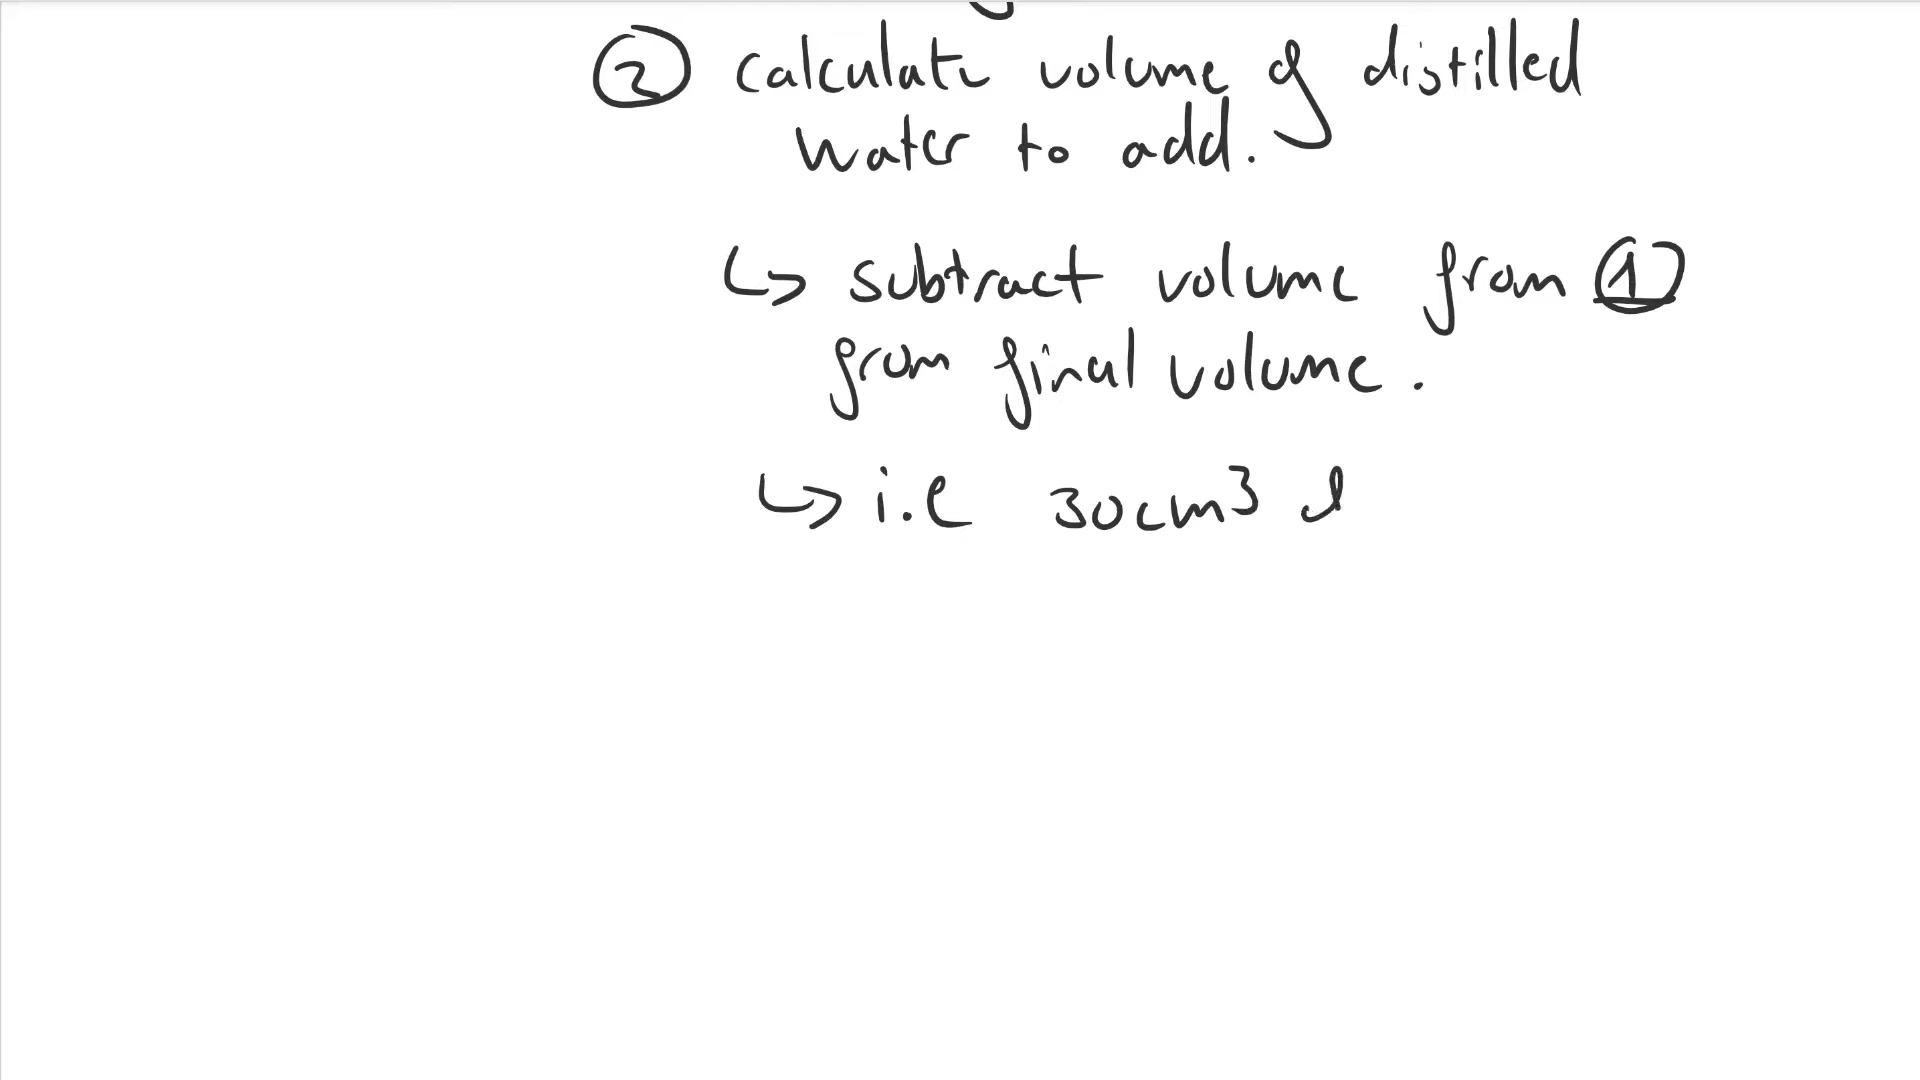 ② calculate volume of distilled
water to add.
↳ subtract volume from ①
from final volume.
↳ i.e 30cm³ d